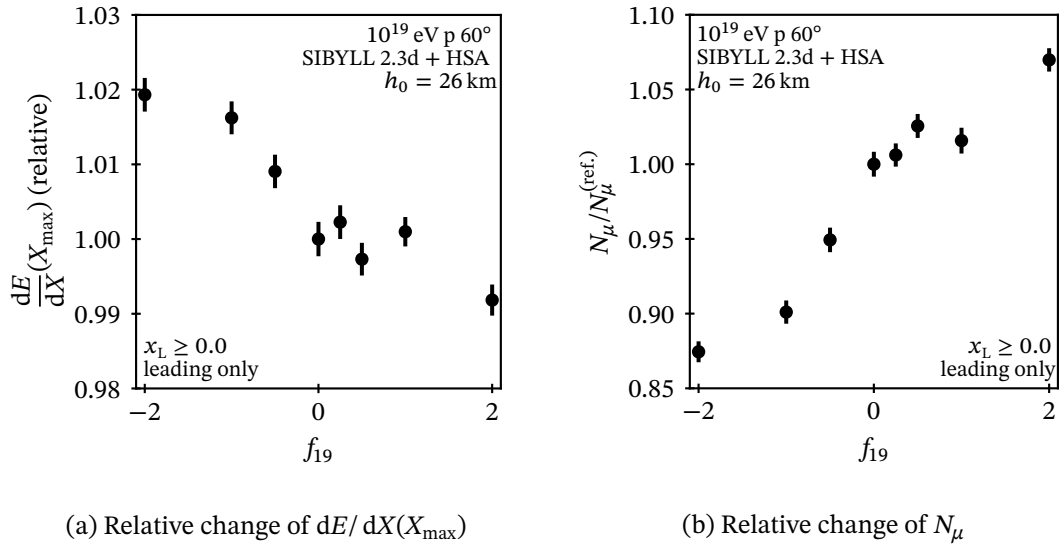 1.03
1.02
1.01
1.00
0.99
0.98
dE/dX (X_max) (relative)
10^19 eV p 60°
SIBYLL 2.3d + HSA
h_0 = 26 km
x_L ≥ 0.0
leading only
−2
0
2
f_19
(a) Relative change of dE/ dX(X_max)
1.10
1.05
1.00
0.95
0.90
0.85
N_μ/N_μ^(ref.)
10^19 eV p 60°
SIBYLL 2.3d + HSA
h_0 = 26 km
x_L ≥ 0.0
leading only
−2
0
2
f_19
(b) Relative change of N_μ